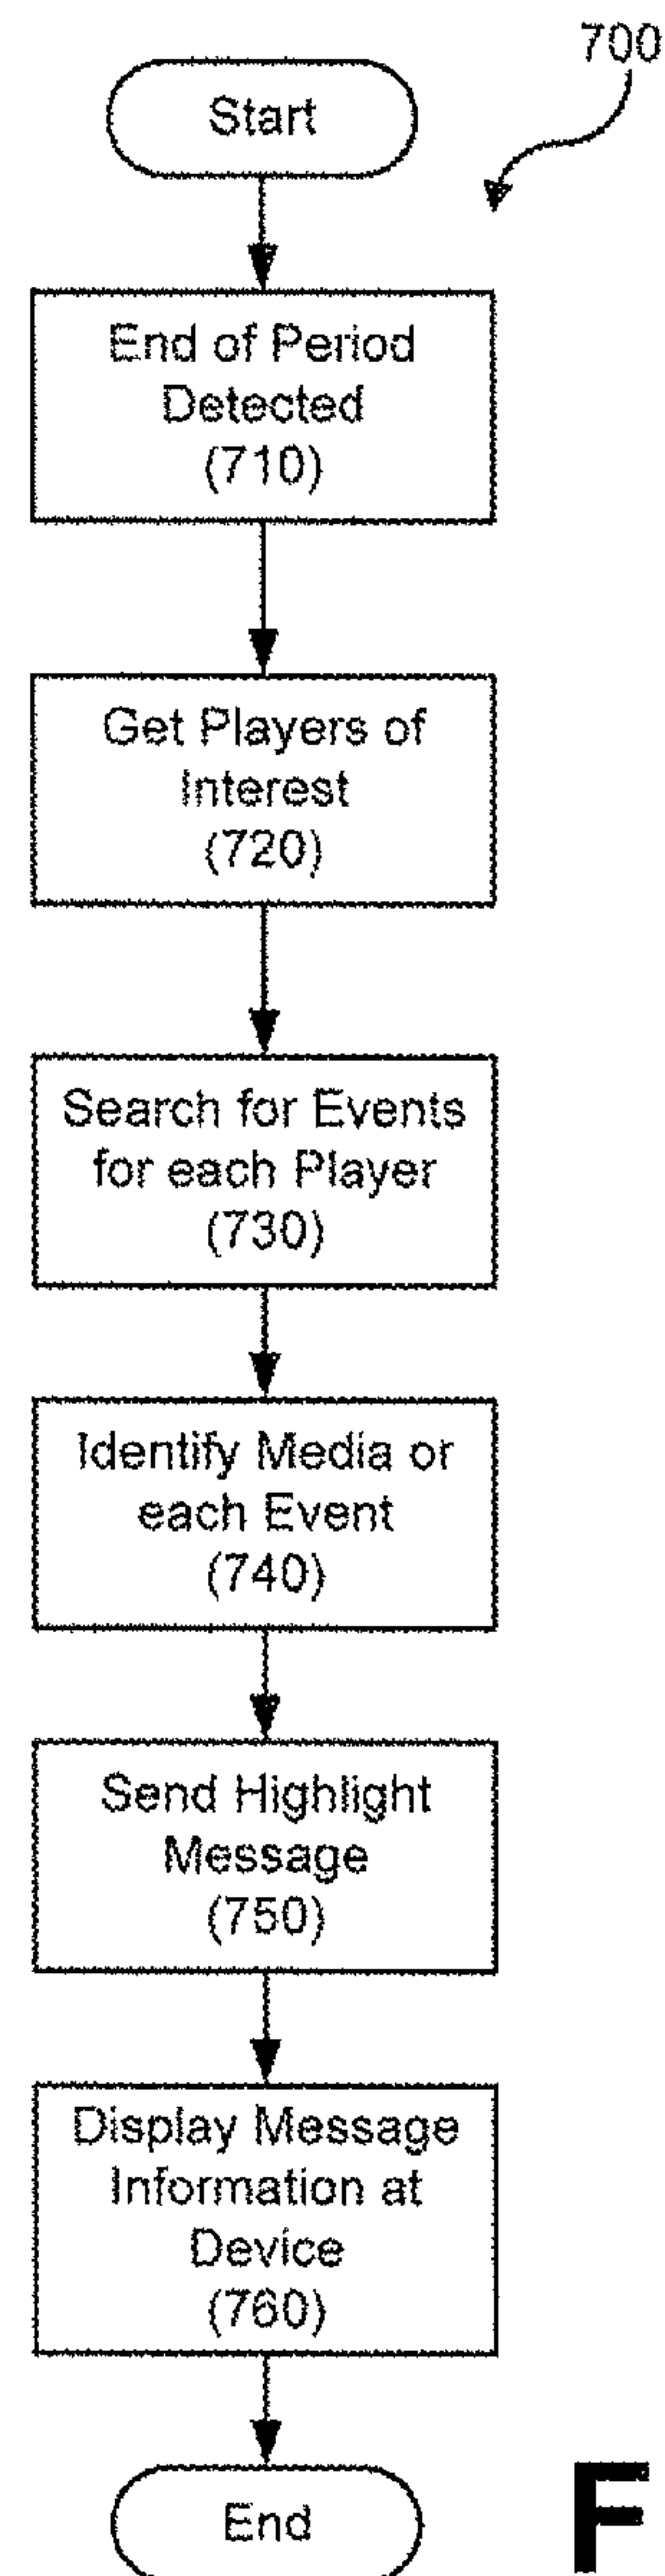 700
Start
End of Period
Detected
(710)
Get Players of
Interest
(720)
Search for Events
for each Player
(730)
Identify Media or
each Event
(740)
Send Highlight
Message
(750)
Display Message
Information at
Device
(760)
End
F